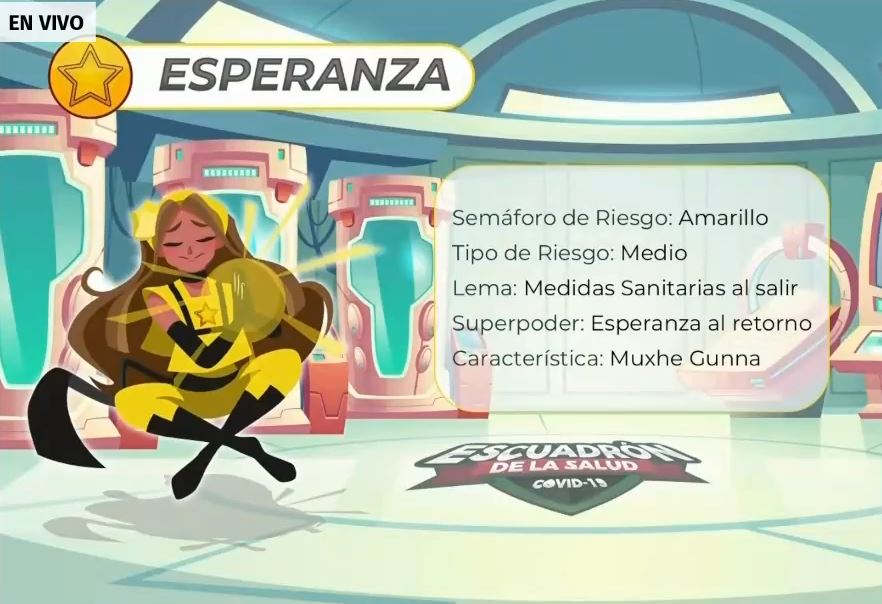 EN VIVO
ESPERANZA
Semáforo de Riesgo: Amarillo
Tipo de Riesgo: Medio
Lema: Medidas Sanitarias al salir
Superpoder: Esperanza al retorno
Característica: Muxhe Gunna
ESCUADRÓN
DE LA SALUD
COVID-19